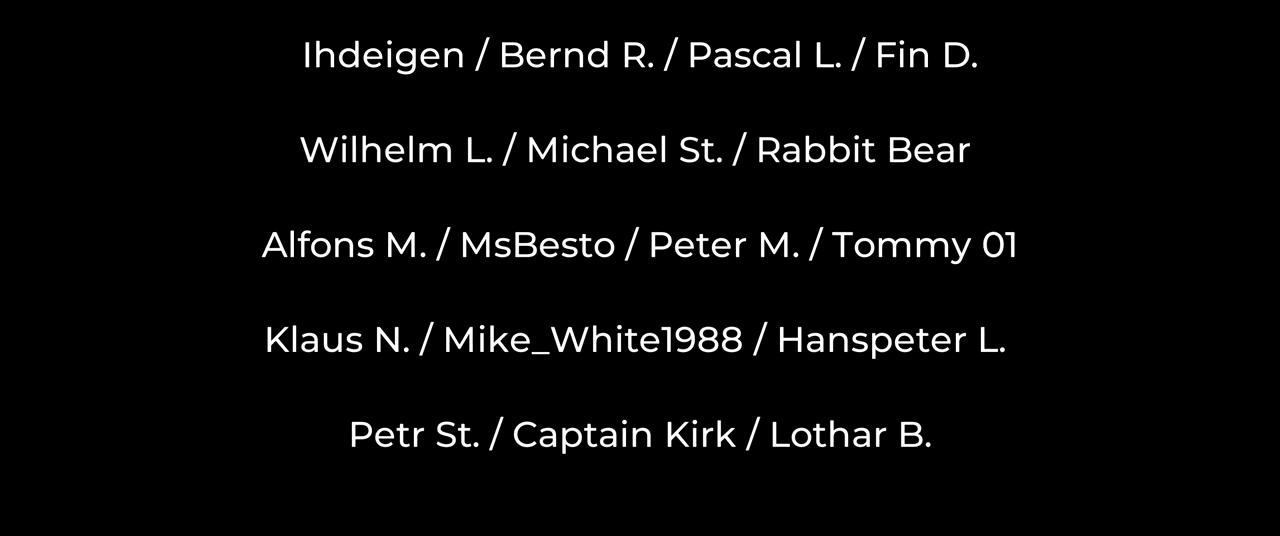 Ihdeigen / Bernd R. / Pascal L. / Fin D.
Wilhelm L. / Michael St. / Rabbit Bear
Alfons M. / MsBesto / Peter M. / Tommy 01
Klaus N. / Mike_White1988 / Hanspeter L.
Petr St. / Captain Kirk / Lothar B.